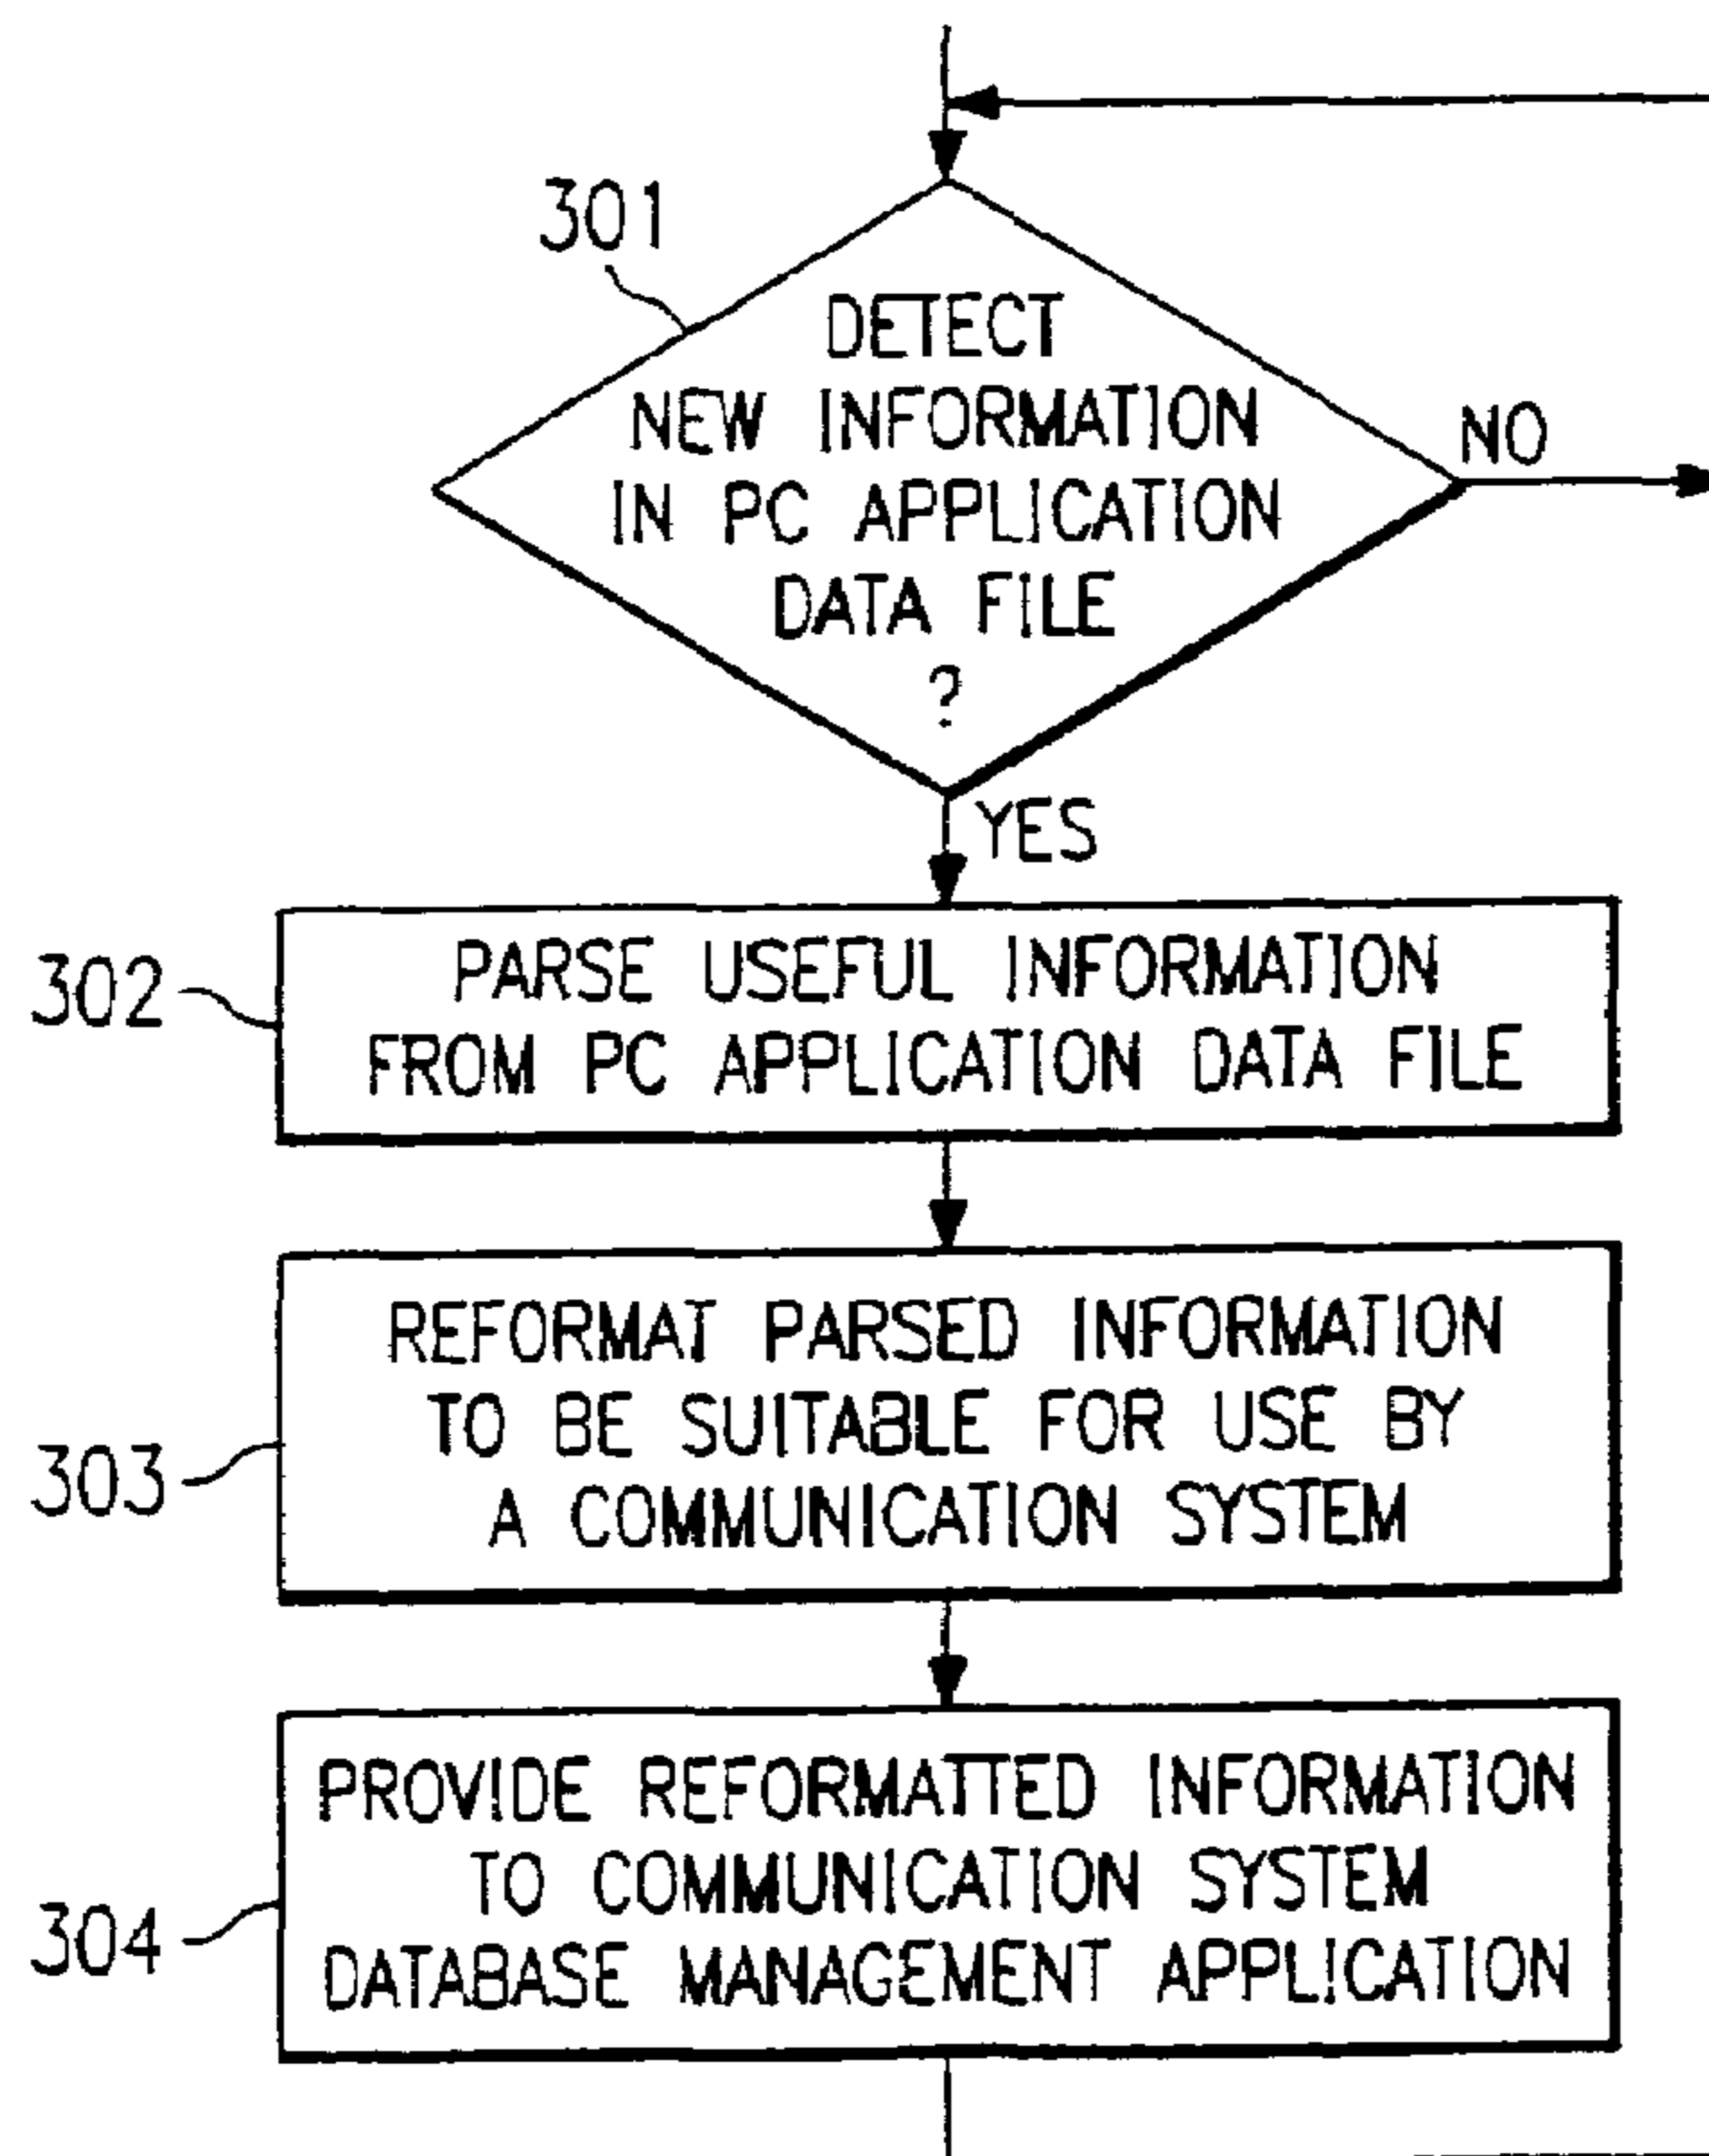 301
DETECT
NEW INFORMATION
IN PC APPLICATION
DATA FILE
?
NO
YES
302
PARSE USEFUL INFORMATION
FROM PC APPLICATION DATA FILE
303
REFORMAT PARSED INFORMATION
TO BE SUITABLE FOR USE BY
A COMMUNICATION SYSTEM
304
PROVIDE REFORMATTED INFORMATION
TO COMMUNICATION SYSTEM
DATABASE MANAGEMENT APPLICATION